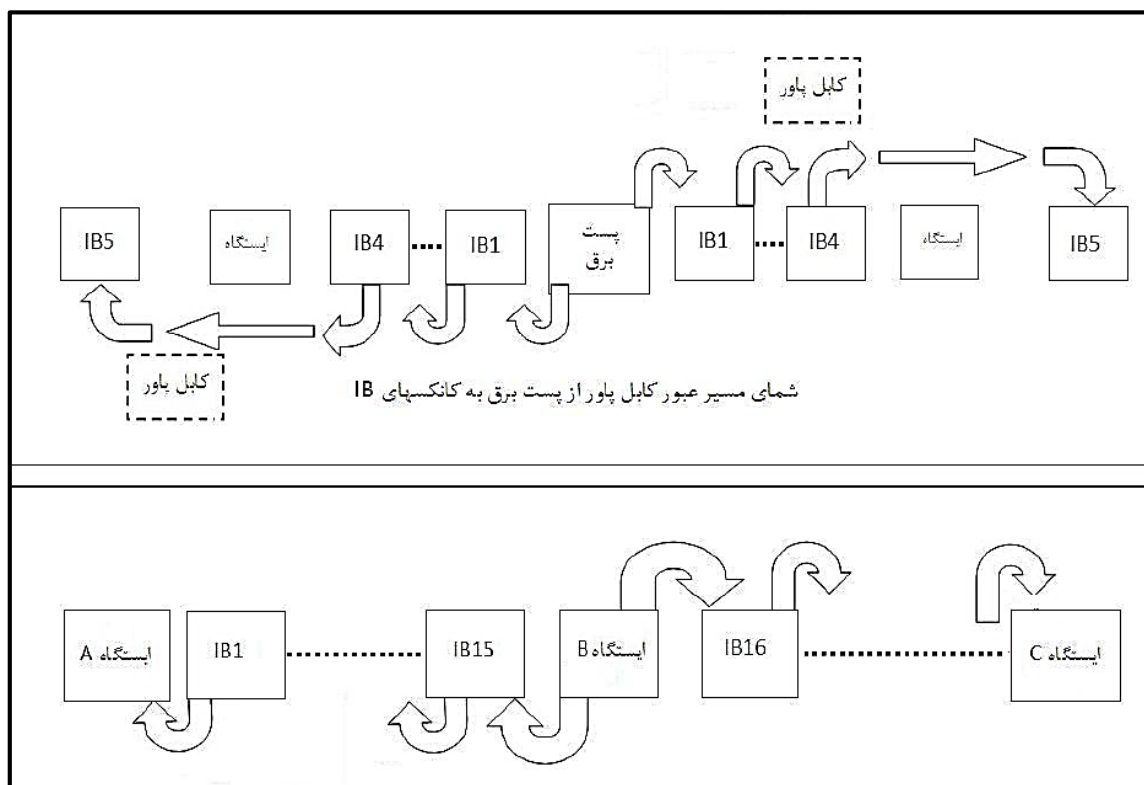 کابل پاور
IB5
ایستگاه
IB4
IB1
پست
برق
IB1
IB4
ایستگاه
IB5
کابل پاور
شمای مسیر عبور کابل پاور از پست برق به کانکسهای IB
ایستگاه A
IB1
IB15
ایستگاه B
IB16
ایستگاه C